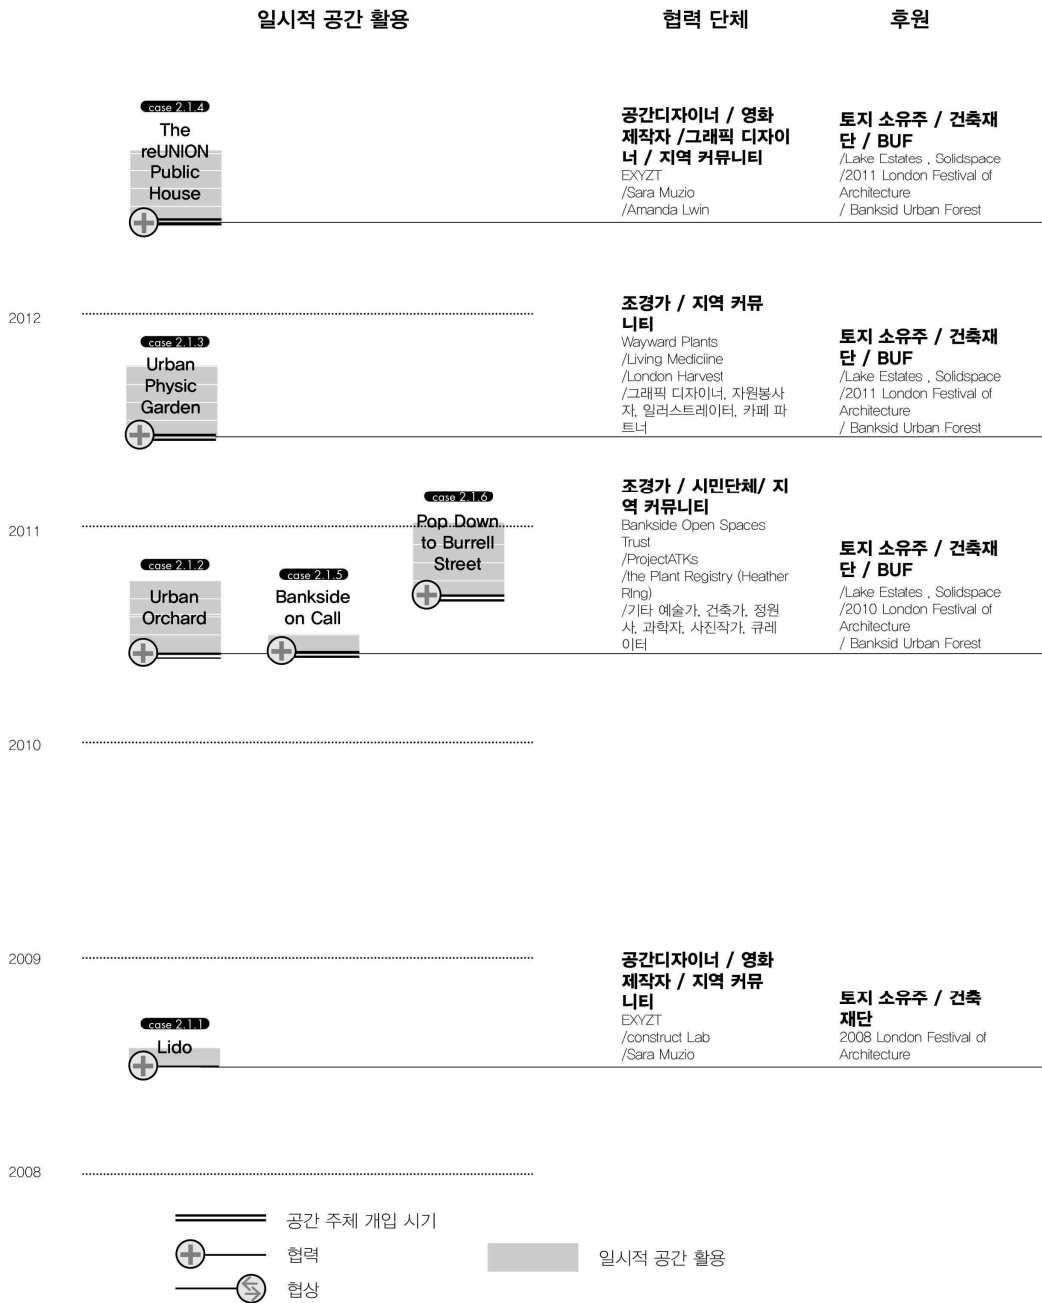 일시적 공간 활용
협력 단체
후원
case 2.1.4
The
reUNION
Public
House
공간디자이너 / 영화
제작자 /그래픽 디자이
너 / 지역 커뮤니티
EXYZT
/Sara Muzio
/Amanda Lwin
토지 소유주 / 건축재
단 / BUF
/Lake Estates , Solidspace
/2011 London Festival of
Architecture
/ Banksid Urban Forest
2012
case 2.1.3
Urban
Physic
Garden
조경가 / 지역 커뮤
니티
Wayward Plants
/Living Mediciine
/London Harvest
/그래픽 디자이너, 자원봉사
자, 일러스트레이터, 카페 파
트너
토지 소유주 / 건축재
단 / BUF
/Lake Estates , Solidspace
/2011 London Festival of
Architecture
/ Banksid Urban Forest
2011
case 2.1.2
Urban
Orchard
case 2.1.5
Bankside
on Call
case 2.1.6
Pop Down
to Burrell
Street
조경가 / 시민단체/ 지
역 커뮤니티
Bankside Open Spaces
Trust
/ProjectATKs
/the Plant Registry (Heather
RIng)
/기타 예술가, 건축가, 정원
사, 과학자, 사진작가, 큐레
이터
토지 소유주 / 건축재
단 / BUF
/Lake Estates , Solidspace
/2010 London Festival of
Architecture
/ Banksid Urban Forest
2010
2009
case 2.1.1
Lido
공간디자이너 / 영화
제작자 / 지역 커뮤
니티
EXYZT
/construct Lab
/Sara Muzio
토지 소유주 / 건축
재단
2008 London Festival of
Architecture
2008
공간 주체 개입 시기
협력
협상
일시적 공간 활용